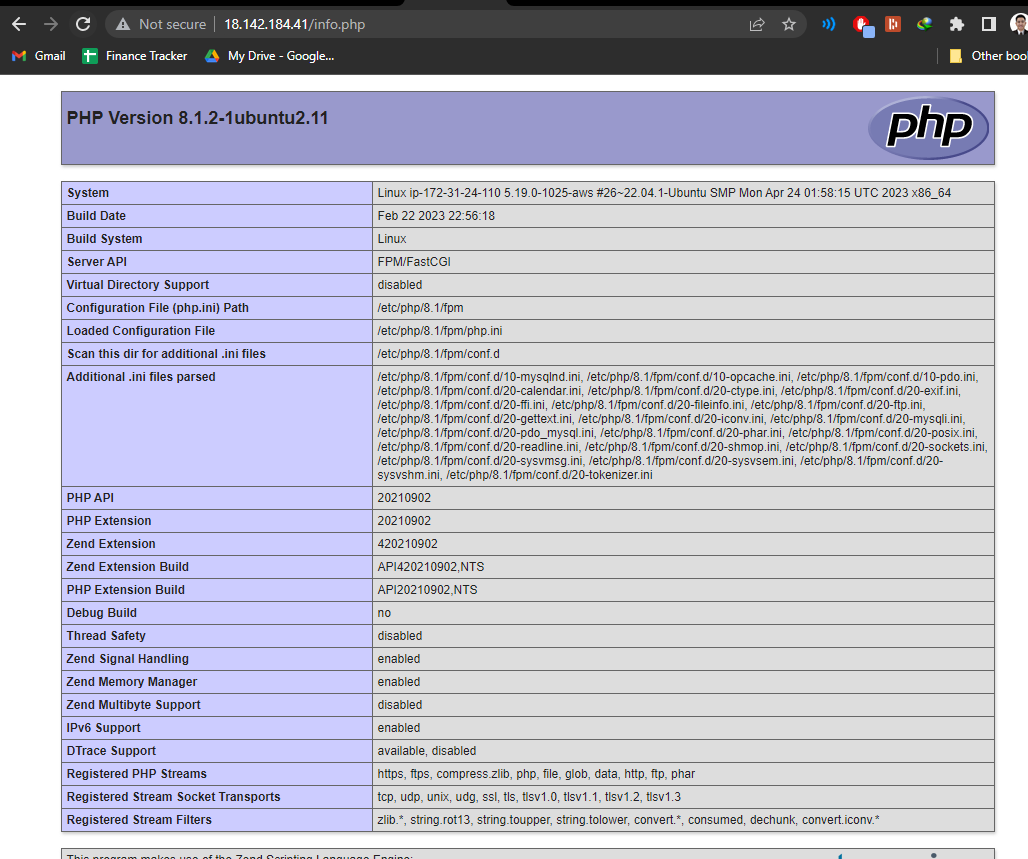 Not secure 18.142.184.41/info.php
Gmail Finance Tracker My Drive - Google... Other boo
PHP Version 8.1.2-1ubuntu2.11
php
System Linux ip-172-31-24-110 5.19.0-1025-aws #26~22.04.1-Ubuntu SMP Mon Apr 24 01:58:15 UTC 2023 x86_64
Build Date Feb 22 2023 22:56:18
Build System Linux
Server API FPM/FastCGI
Virtual Directory Support disabled
Configuration File (php.ini) Path /etc/php/8.1/fpm
Loaded Configuration File /etc/php/8.1/fpm/php.ini
Scan this dir for additional .ini files /etc/php/8.1/fpm/conf.d
Additional .ini files parsed /etc/php/8.1/fpm/conf.d/10-mysqlnd.ini, /etc/php/8.1/fpm/conf.d/10-opcache.ini, /etc/php/8.1/fpm/conf.d/10-pdo.ini,
/etc/php/8.1/fpm/conf.d/20-calendar.ini, /etc/php/8.1/fpm/conf.d/20-ctype.ini, /etc/php/8.1/fpm/conf.d/20-exif.ini,
/etc/php/8.1/fpm/conf.d/20-ffi.ini, /etc/php/8.1/fpm/conf.d/20-fileinfo.ini, /etc/php/8.1/fpm/conf.d/20-ftp.ini,
/etc/php/8.1/fpm/conf.d/20-gettext.ini, /etc/php/8.1/fpm/conf.d/20-iconv.ini, /etc/php/8.1/fpm/conf.d/20-mysqli.ini,
/etc/php/8.1/fpm/conf.d/20-pdo_mysql.ini, /etc/php/8.1/fpm/conf.d/20-phar.ini, /etc/php/8.1/fpm/conf.d/20-posix.ini,
/etc/php/8.1/fpm/conf.d/20-readline.ini, /etc/php/8.1/fpm/conf.d/20-shmop.ini, /etc/php/8.1/fpm/conf.d/20-sockets.ini,
/etc/php/8.1/fpm/conf.d/20-sysvmsg.ini, /etc/php/8.1/fpm/conf.d/20-sysvsem.ini, /etc/php/8.1/fpm/conf.d/20-
sysvshm.ini, /etc/php/8.1/fpm/conf.d/20-tokenizer.ini
PHP API 20210902
PHP Extension 20210902
Zend Extension 420210902
Zend Extension Build API420210902,NTS
PHP Extension Build API20210902,NTS
Debug Build no
Thread Safety disabled
Zend Signal Handling enabled
Zend Memory Manager enabled
Zend Multibyte Support disabled
IPv6 Support enabled
DTrace Support available, disabled
Registered PHP Streams https, ftps, compress.zlib, php, file, glob, data, http, ftp, phar
Registered Stream Socket Transports tcp, udp, unix, udg, ssl, tls, tlsv1.0, tlsv1.1, tlsv1.2, tlsv1.3
Registered Stream Filters zlib.*, string.rot13, string.toupper, string.tolower, convert.*, consumed, dechunk, convert.iconv.*
This program makes use of the Zend Scripting Language Engine: